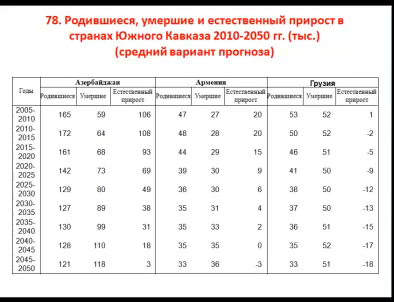 78. Родившиеся, умершие и естественный прирост в
странах Южного Кавказа 2010-2050 гг. (тыс.)
(средний вариант прогноза)
Годы Азербайджан Армения Грузия
Родившиеся Умершие Естественный прирост Родившиеся Умершие Естественный прирост Родившиеся Умершие Естественный прирост
2005-2010 165 59 106 47 27 20 53 52 1
2010-2015 172 64 108 48 28 20 50 52 -2
2015-2020 161 68 93 44 29 15 46 51 -5
2020-2025 142 73 69 39 30 9 41 50 -9
2025-2030 129 80 49 36 30 6 38 50 -12
2030-2035 127 89 38 35 31 4 37 50 -13
2035-2040 130 99 31 35 33 2 36 51 -15
2040-2045 128 110 18 35 35 0 35 52 -17
2045-2050 121 118 3 33 36 -3 33 51 -18